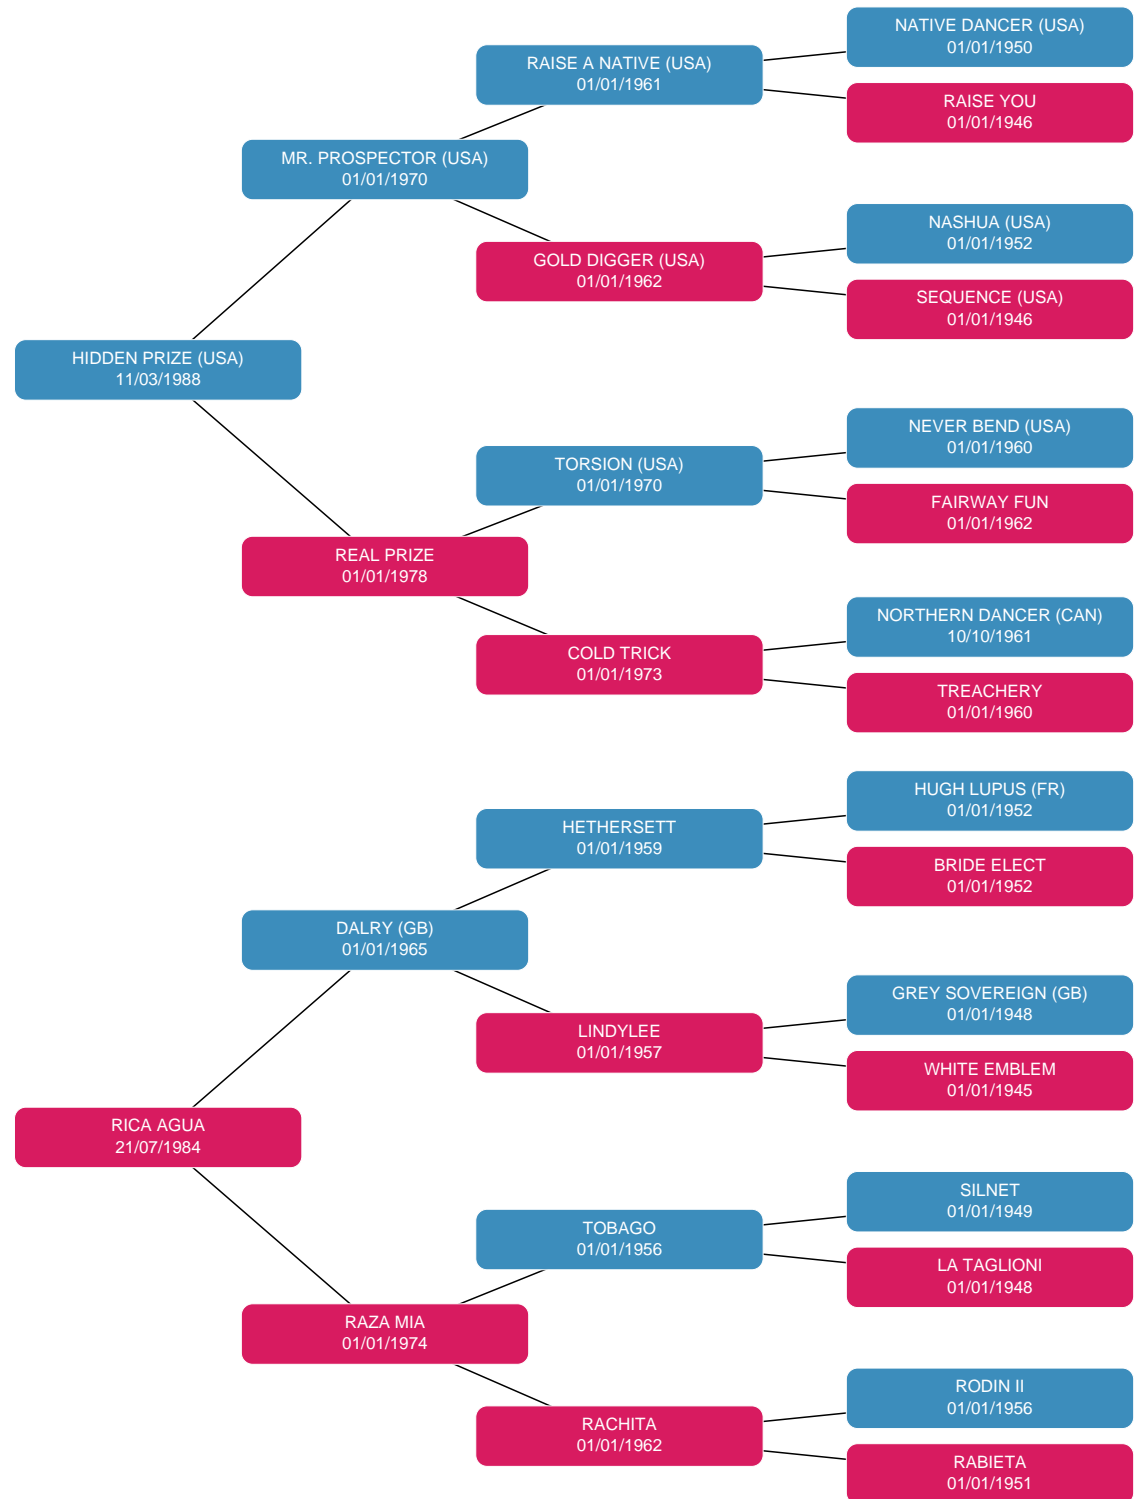 NATIVE DANCER (USA)
01/01/1950
RAISE A NATIVE (USA)
01/01/1961
RAISE YOU
01/01/1946
MR. PROSPECTOR (USA)
01/01/1970
NASHUA (USA)
01/01/1952
GOLD DIGGER (USA)
01/01/1962
SEQUENCE (USA)
01/01/1946
HIDDEN PRIZE (USA)
11/03/1988
NEVER BEND (USA)
01/01/1960
TORSION (USA)
01/01/1970
FAIRWAY FUN
01/01/1962
REAL PRIZE
01/01/1978
NORTHERN DANCER (CAN)
10/10/1961
COLD TRICK
01/01/1973
TREACHERY
01/01/1960
HUGH LUPUS (FR)
01/01/1952
HETHERSETT
01/01/1959
BRIDE ELECT
01/01/1952
DALRY (GB)
01/01/1965
GREY SOVEREIGN (GB)
01/01/1948
LINDYLEE
01/01/1957
WHITE EMBLEM
01/01/1945
RICA AGUA
21/07/1984
SILNET
01/01/1949
TOBAGO
01/01/1956
LA TAGLIONI
01/01/1948
RAZA MIA
01/01/1974
RODIN II
01/01/1956
RACHITA
01/01/1962
RABIETA
01/01/1951